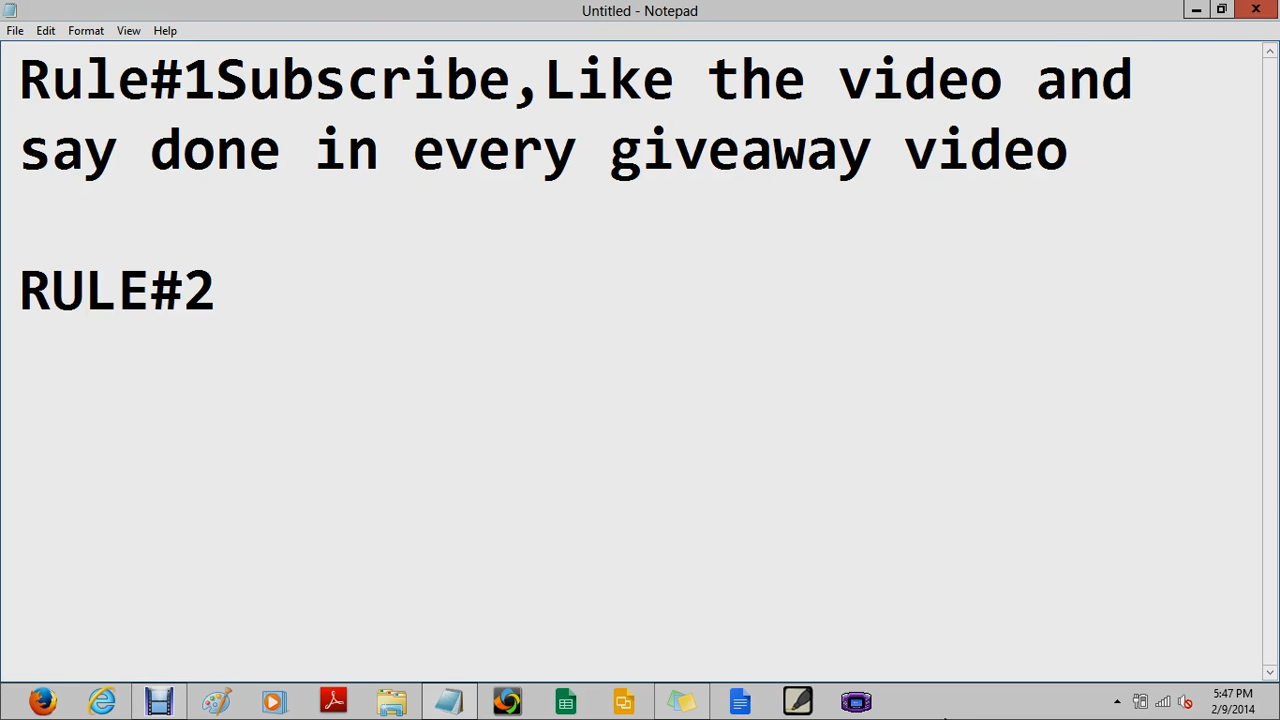 Untitled - Notepad
File Edit Format View Help
Rule#1Subscribe,Like the video and
say done in every giveaway video
RULE#2
5:47 PM
2/9/2014